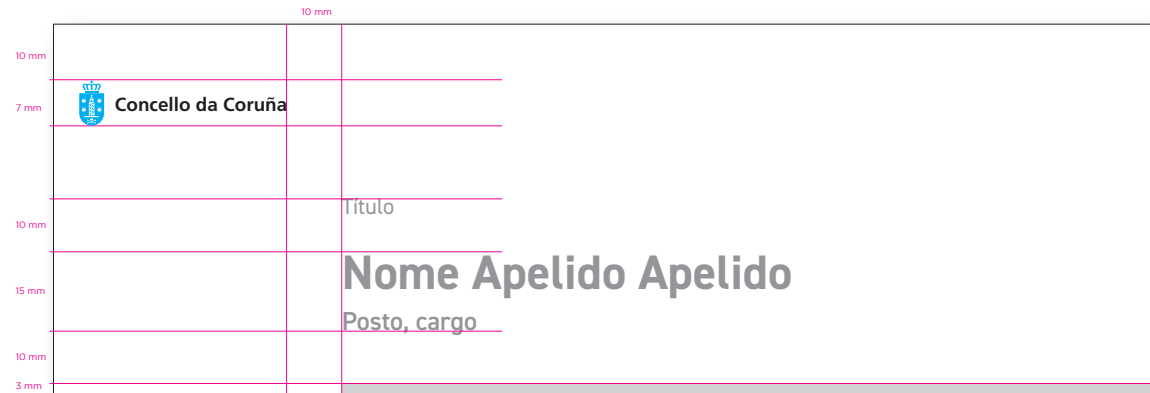 10 mm
10 mm
7 mm
Concello da Coruña
Título
10 mm
Nome Apelido Apelido
15 mm
Posto, cargo
10 mm
3 mm